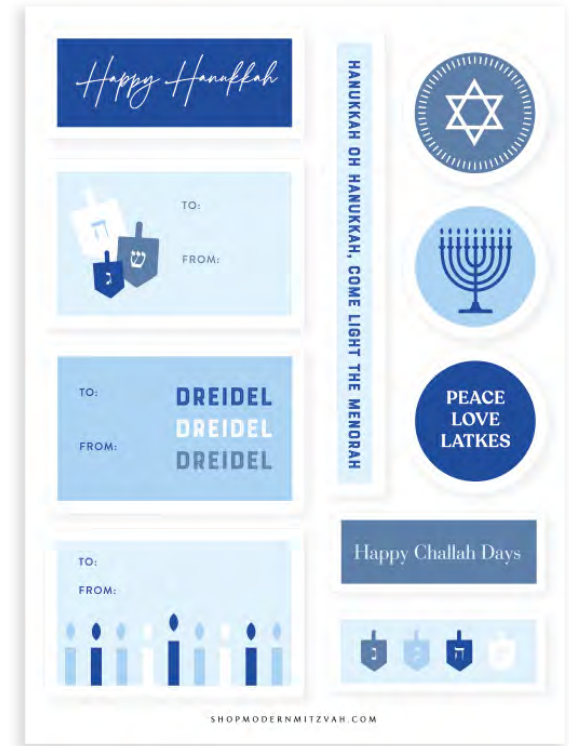 Happy Hanukkah
TO:
FROM:
ה
ש
נ
TO:
FROM:
DREIDEL
DREIDEL
DREIDEL
TO:
FROM:
HANUKKAH OH HANUKKAH, COME LIGHT THE MENORAH
PEACE
LOVE
LATKES
Happy Challah Days
נ
ה
SHOPMODERNMITZVAH.COM